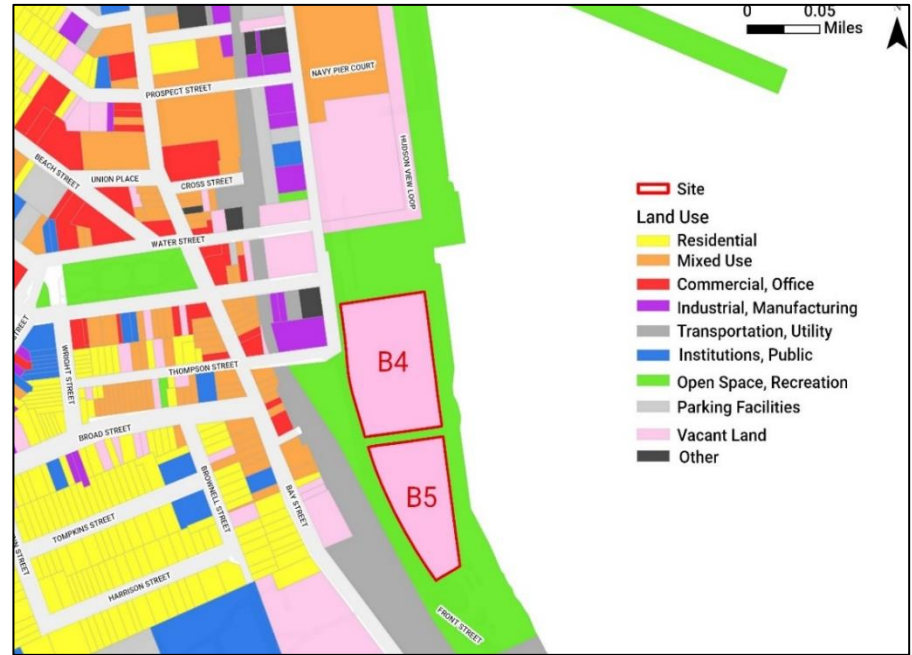 0 0.05
Miles
NAVY PIER COURT
PROSPECT STREET
HUDSON VIEW LOOP
BEACH STREET
UNION PLACE
CROSS STREET
WATER STREET
STREET
WRIGHT STREET
THOMPSON STREET
BROAD STREET
BROWNELL STREET
BAY STREET
TOMPKINS STREET
HARRISON STREET
STREET
FRONT STREET
B4
B5
Site
Land Use
Residential
Mixed Use
Commercial, Office
Industrial, Manufacturing
Transportation, Utility
Institutions, Public
Open Space, Recreation
Parking Facilities
Vacant Land
Other